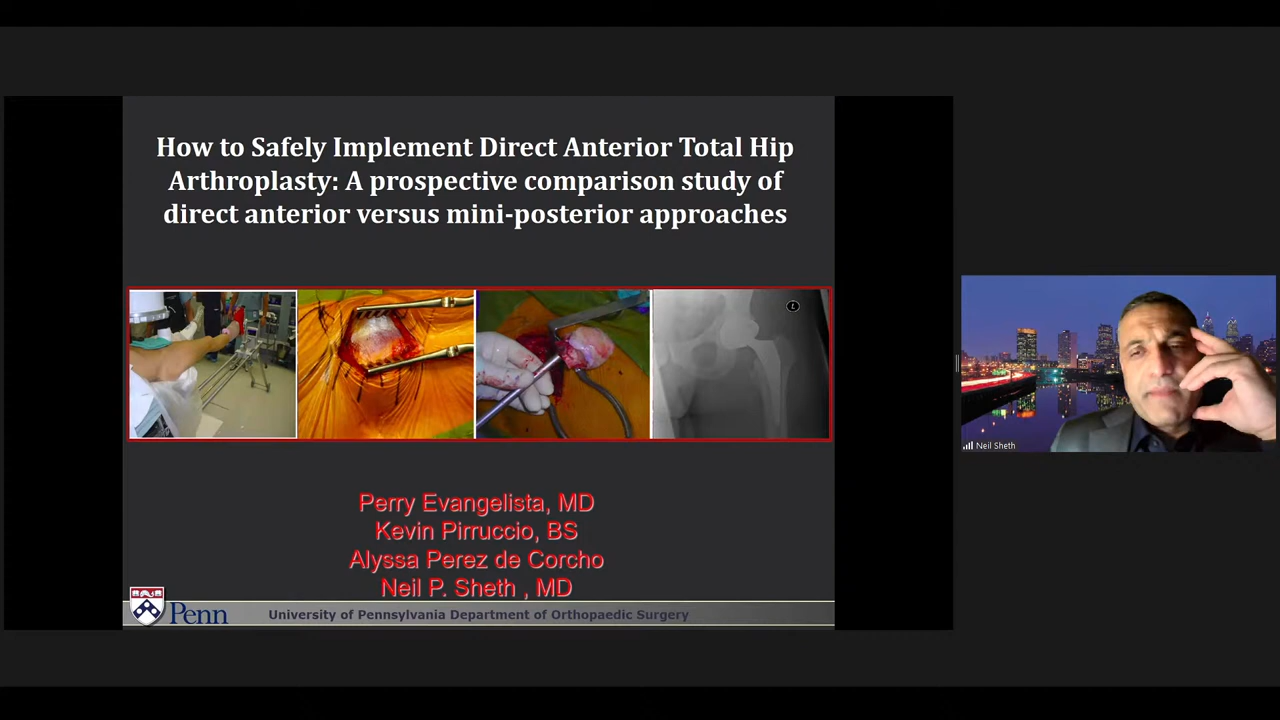 How to Safely Implement Direct Anterior Total Hip
Arthroplasty: A prospective comparison study of
direct anterior versus mini-posterior approaches
L
Perry Evangelista, MD
Kevin Pirruccio, BS
Alyssa Perez de Corcho
Neil P. Sheth , MD
Penn
University of Pennsylvania Department of Orthopaedic Surgery
Neil Sheth